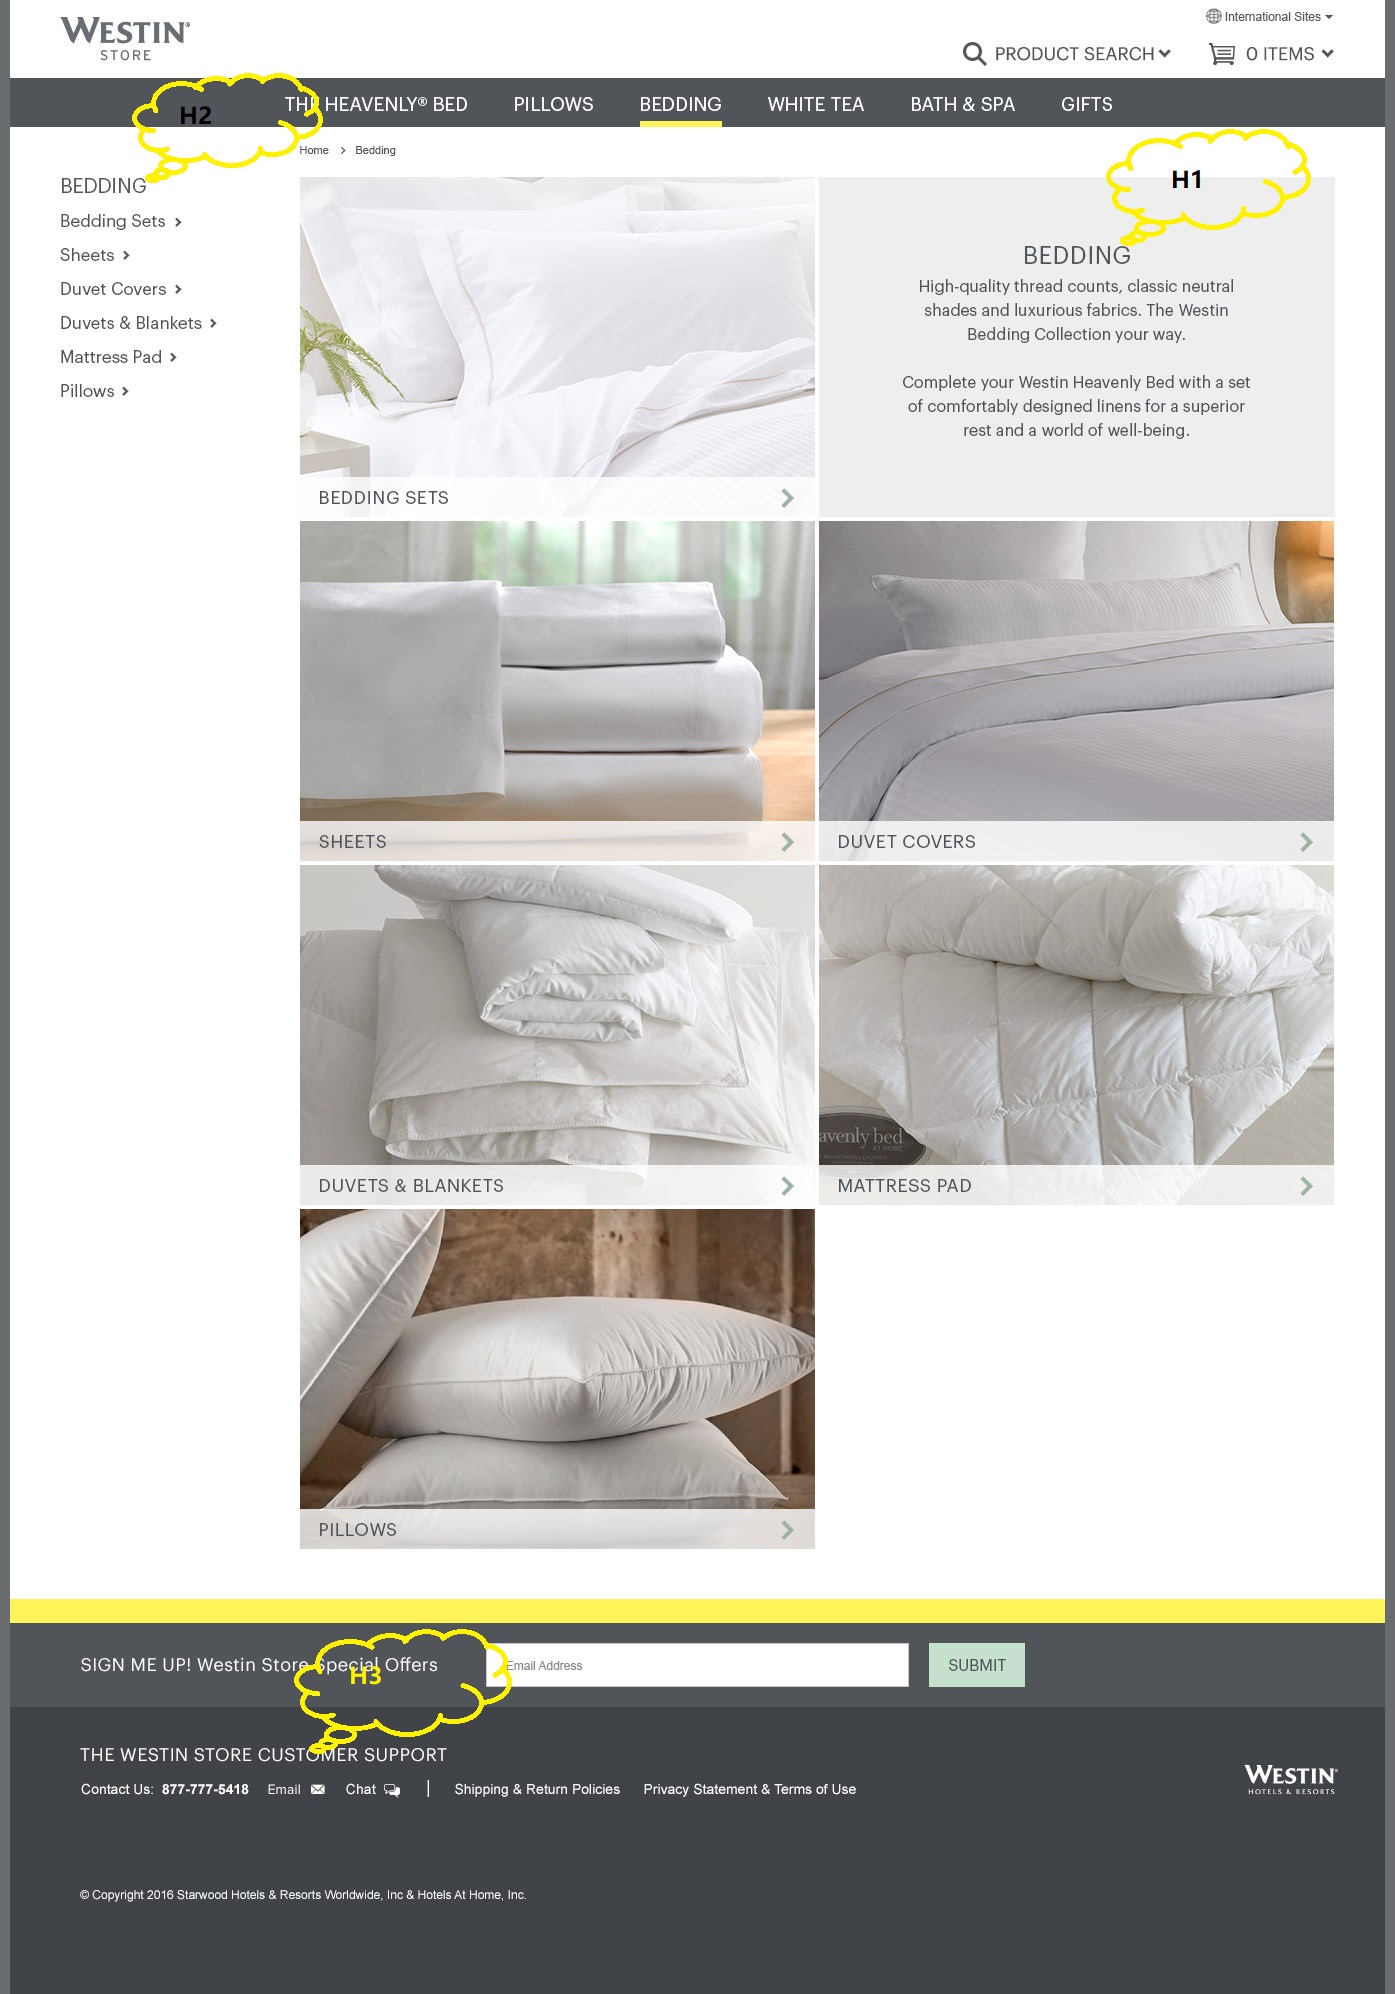 WESTIN®
STORE
International Sites
PRODUCT SEARCH
0 ITEMS
H2
THE HEAVENLY® BED
PILLOWS
BEDDING
WHITE TEA
BATH & SPA
GIFTS
Home > Bedding
H1
BEDDING
Bedding Sets
Sheets
Duvet Covers
Duvets & Blankets
Mattress Pad
Pillows
BEDDING
High-quality thread counts, classic neutral
shades and luxurious fabrics. The Westin
Bedding Collection your way.
Complete your Westin Heavenly Bed with a set
of comfortably designed linens for a superior
rest and a world of well-being.
BEDDING SETS
SHEETS
DUVET COVERS
avenly bed
AT HOME
DUVETS & BLANKETS
MATTRESS PAD
PILLOWS
SIGN ME UP! Westin Store Special Offers
H3
Email Address
SUBMIT
THE WESTIN STORE CUSTOMER SUPPORT
Contact Us: 877-777-5418 Email Chat | Shipping & Return Policies Privacy Statement & Terms of Use
WESTIN®
HOTELS & RESORTS
© Copyright 2016 Starwood Hotels & Resorts Worldwide, Inc & Hotels At Home, Inc.